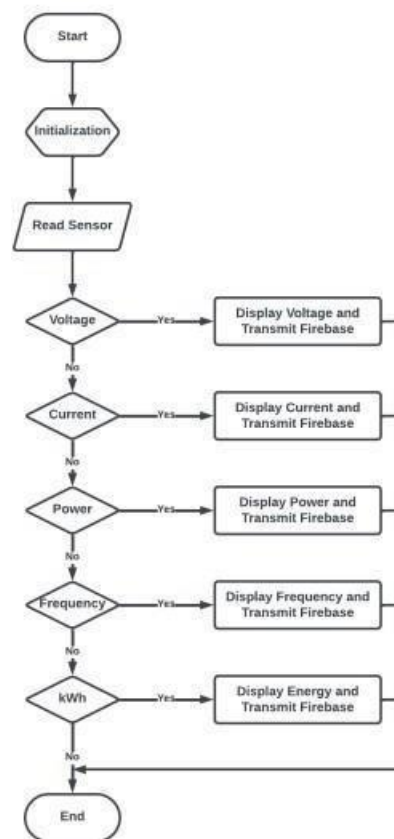 Start
Initialization
Read Sensor
Voltage
Yes
Display Voltage and
Transmit Firebase
No
Current
Yes
Display Current and
Transmit Firebase
No
Power
Yes
Display Power and
Transmit Firebase
No
Frequency
Yes
Display Frequency and
Transmit Firebase
No
kWh
Yes
Display Energy and
Transmit Firebase
No
End